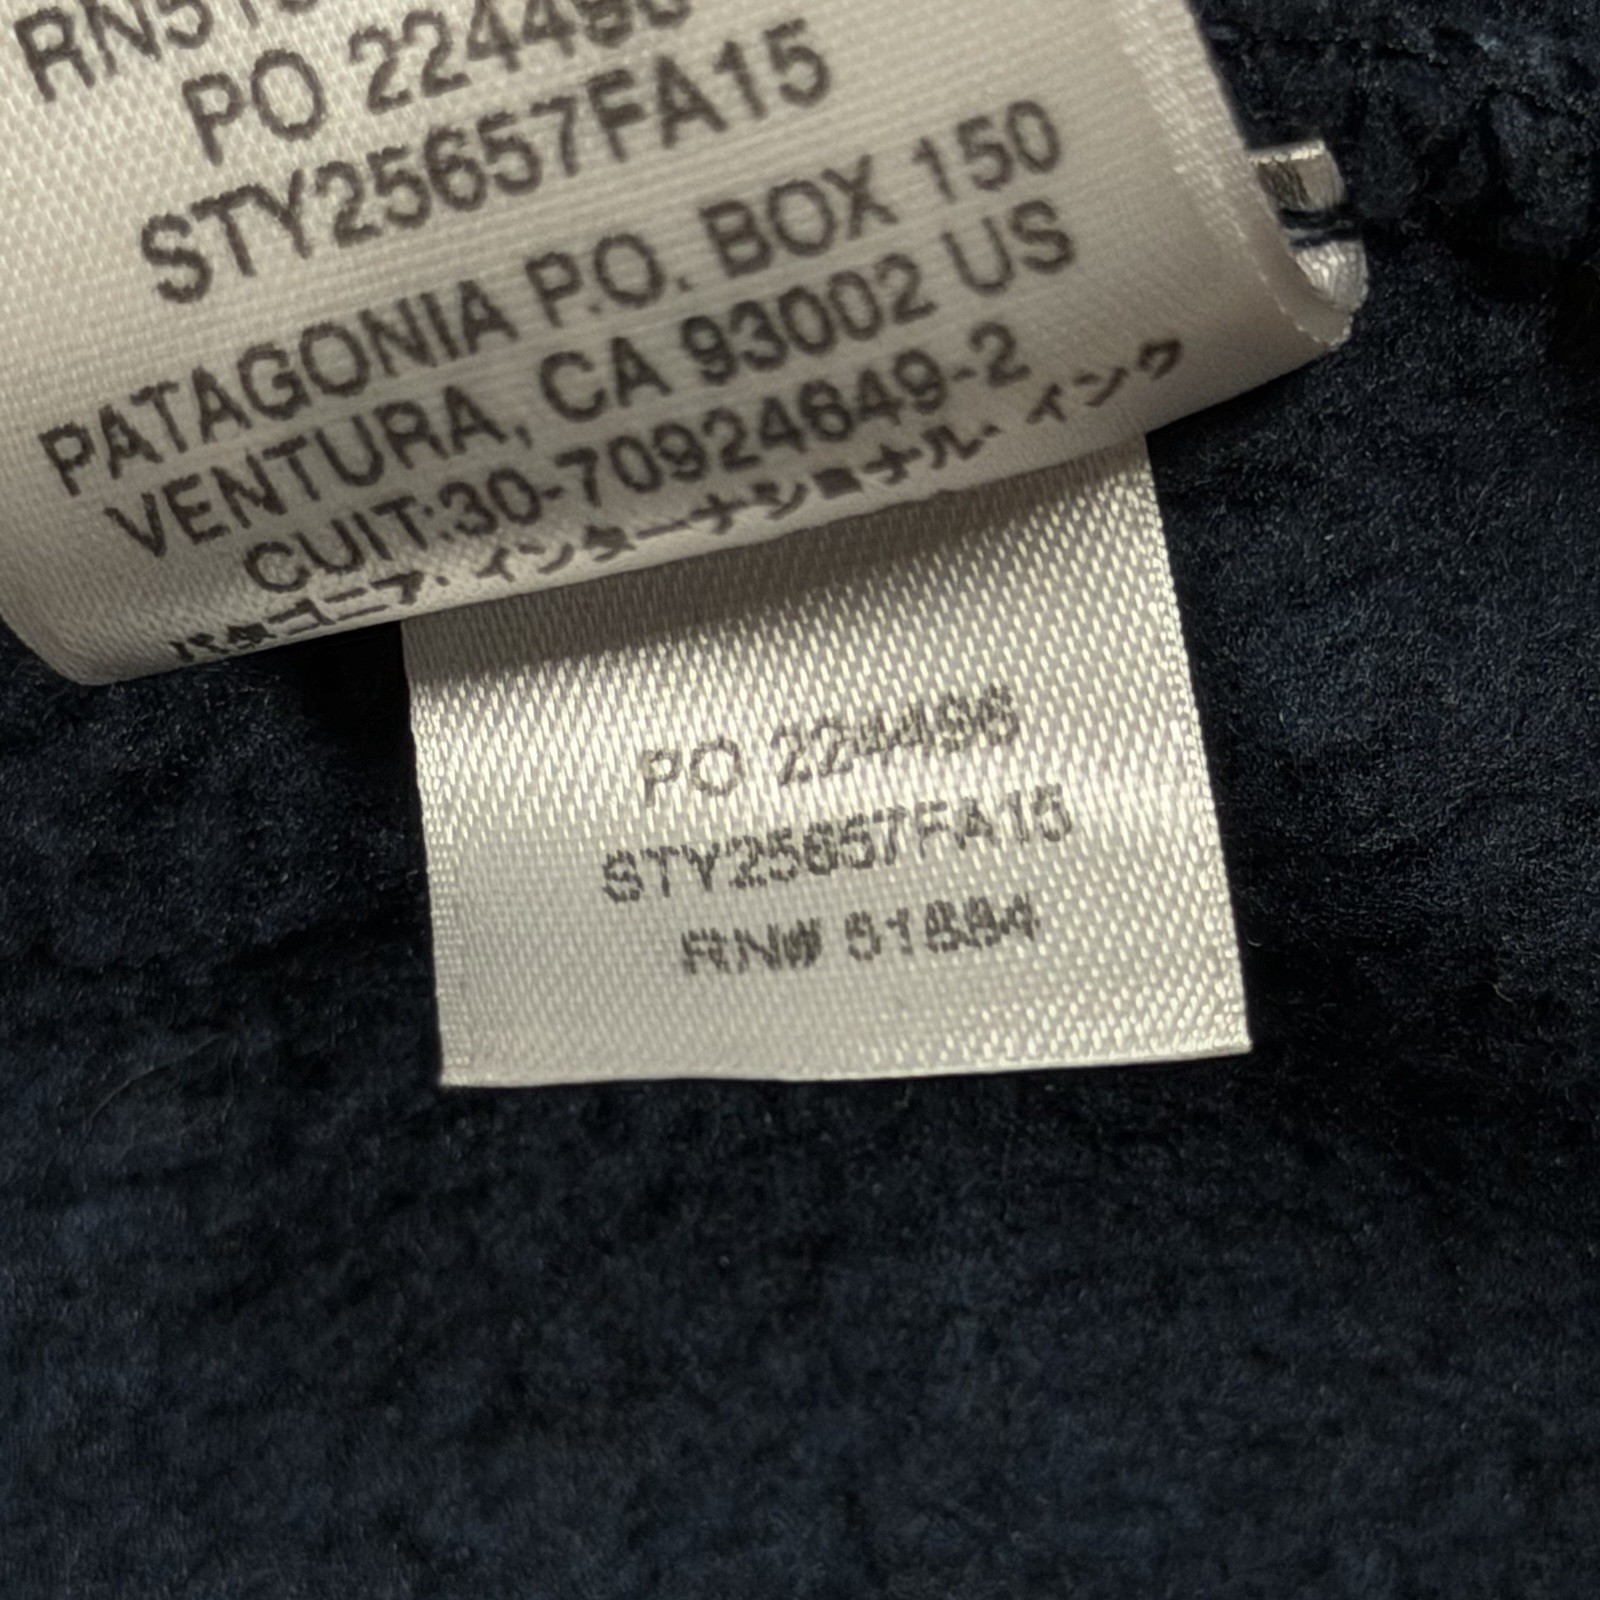 PO 224496
STY25657FA15
PATAGONIA P.O. BOX 150
VENTURA, CA 93002 US
CUIT:30-70924649-2
パタゴニア・インターナショナル・インク
PO 224496
STY25657FA15
RN# 51884